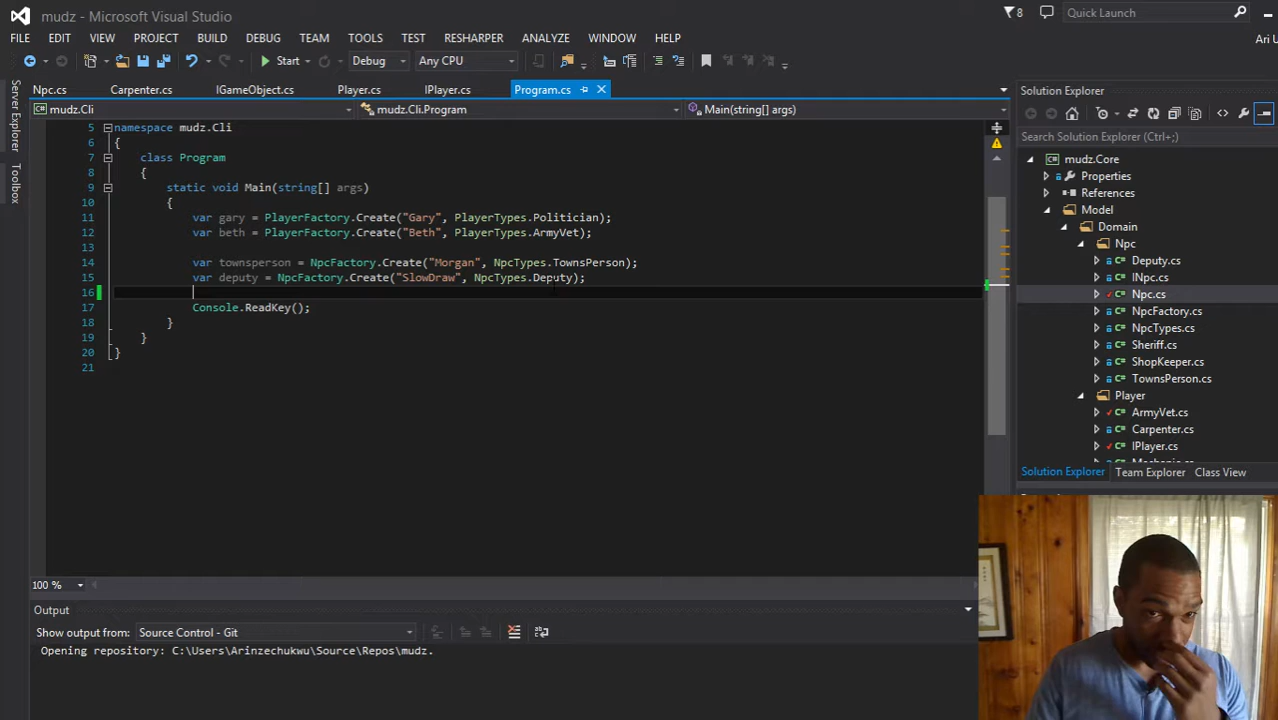 mudz - Microsoft Visual Studio
8
Quick Launch (Ctrl+Q)
FILE EDIT VIEW PROJECT BUILD DEBUG TEAM TOOLS TEST RESHARPER ANALYZE WINDOW HELP
Ari U
Start Debug Any CPU
Server Explorer
Toolbox
Npc.cs Carpenter.cs IGameObject.cs Player.cs IPlayer.cs Program.cs
mudz.Cli mudz.Cli.Program Main(string[] args)
5 namespace mudz.Cli
6 {
7 class Program
8 {
9 static void Main(string[] args)
10 {
11 var gary = PlayerFactory.Create("Gary", PlayerTypes.Politician);
12 var beth = PlayerFactory.Create("Beth", PlayerTypes.ArmyVet);
13
14 var townsperson = NpcFactory.Create("Morgan", NpcTypes.TownsPerson);
15 var deputy = NpcFactory.Create("SlowDraw", NpcTypes.Deputy);
16
17 Console.ReadKey();
18 }
19 }
20 }
21
100 %
Output
Show output from: Source Control - Git
Opening repository: C:\Users\Arinzechukwu\Source\Repos\mudz.
Solution Explorer
Search Solution Explorer (Ctrl+;)
mudz.Core
Properties
References
Model
Domain
Npc
Deputy.cs
INpc.cs
Npc.cs
NpcFactory.cs
NpcTypes.cs
Sheriff.cs
ShopKeeper.cs
TownsPerson.cs
Player
ArmyVet.cs
Carpenter.cs
IPlayer.cs
Mechanic.cs
Solution Explorer Team Explorer Class View